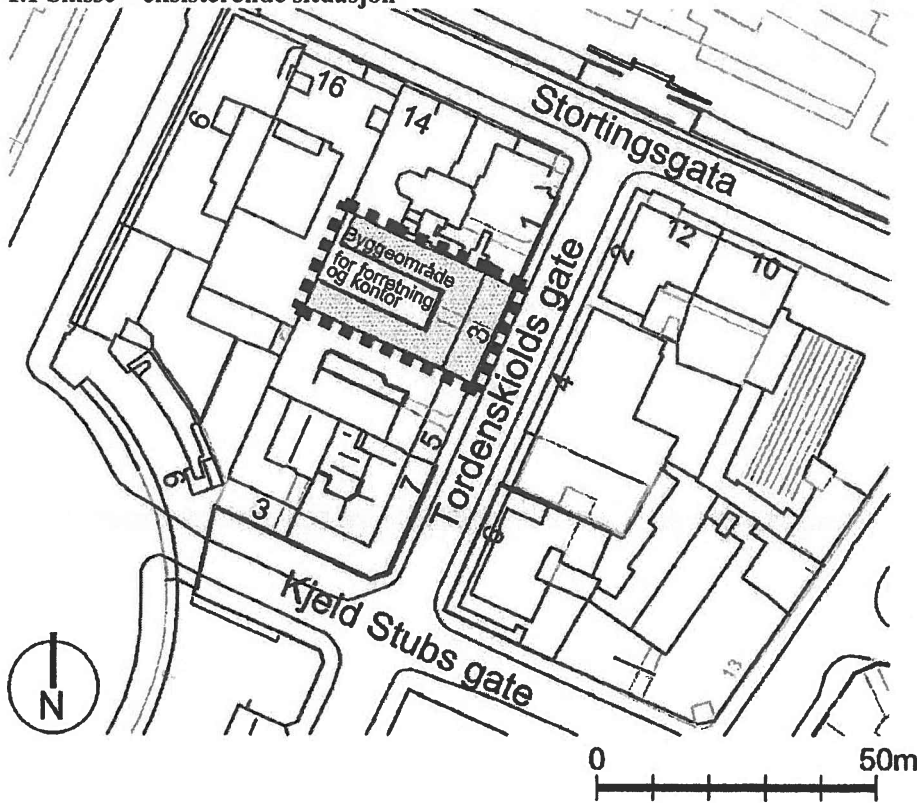 16
14
6
Stortingsgata
1
2
12
10
Byggeområde
for forretning
og kontor
3
Tordenskiolds gate
4
5
7
9
3
6
Kjeld Stubs gate
13
N
0
50m